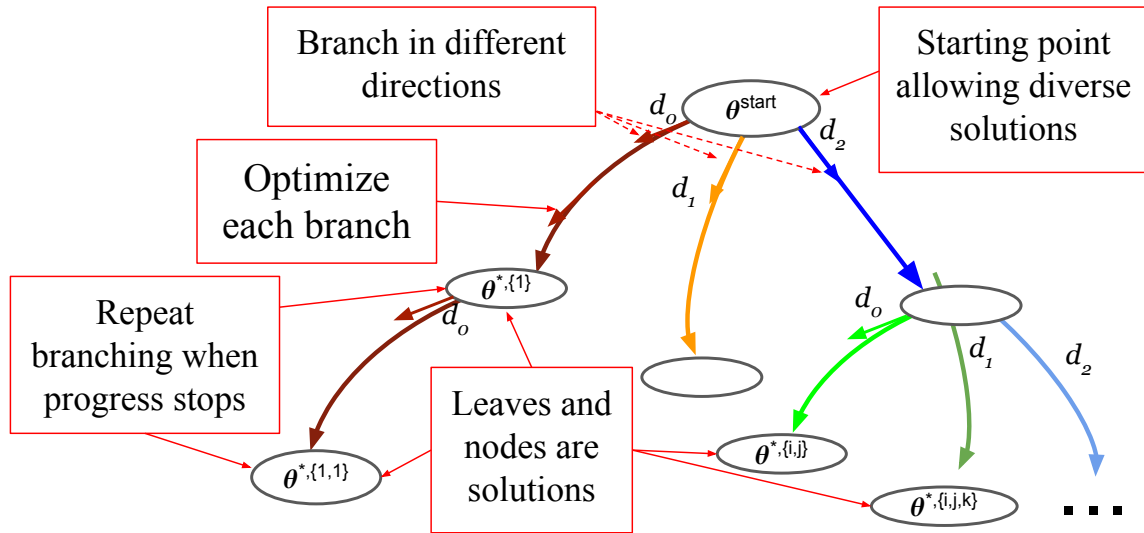 Branch in different
directions
Starting point
allowing diverse
solutions
θ^start
d₀
d₁
d₂
Optimize
each branch
θ^*,{1}
d₀
Repeat
branching when
progress stops
d₀
d₁
d₂
Leaves and
nodes are
solutions
θ^*,{1,1}
θ^*,{i,j}
θ^*,{i,j,k}
...